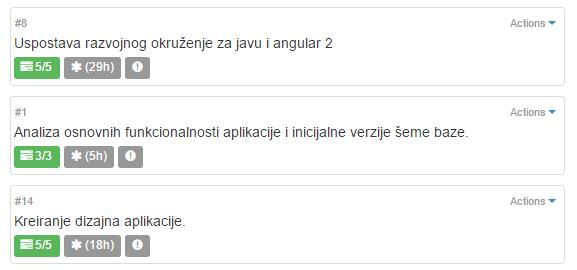 #8 Actions
Uspostava razvojnog okruženje za javu i angular 2
5/5 (29h)
#1 Actions
Analiza osnovnih funkcionalnosti aplikacije i inicijalne verzije šeme baze.
3/3 (5h)
#14 Actions
Kreiranje dizajna aplikacije.
5/5 (18h)